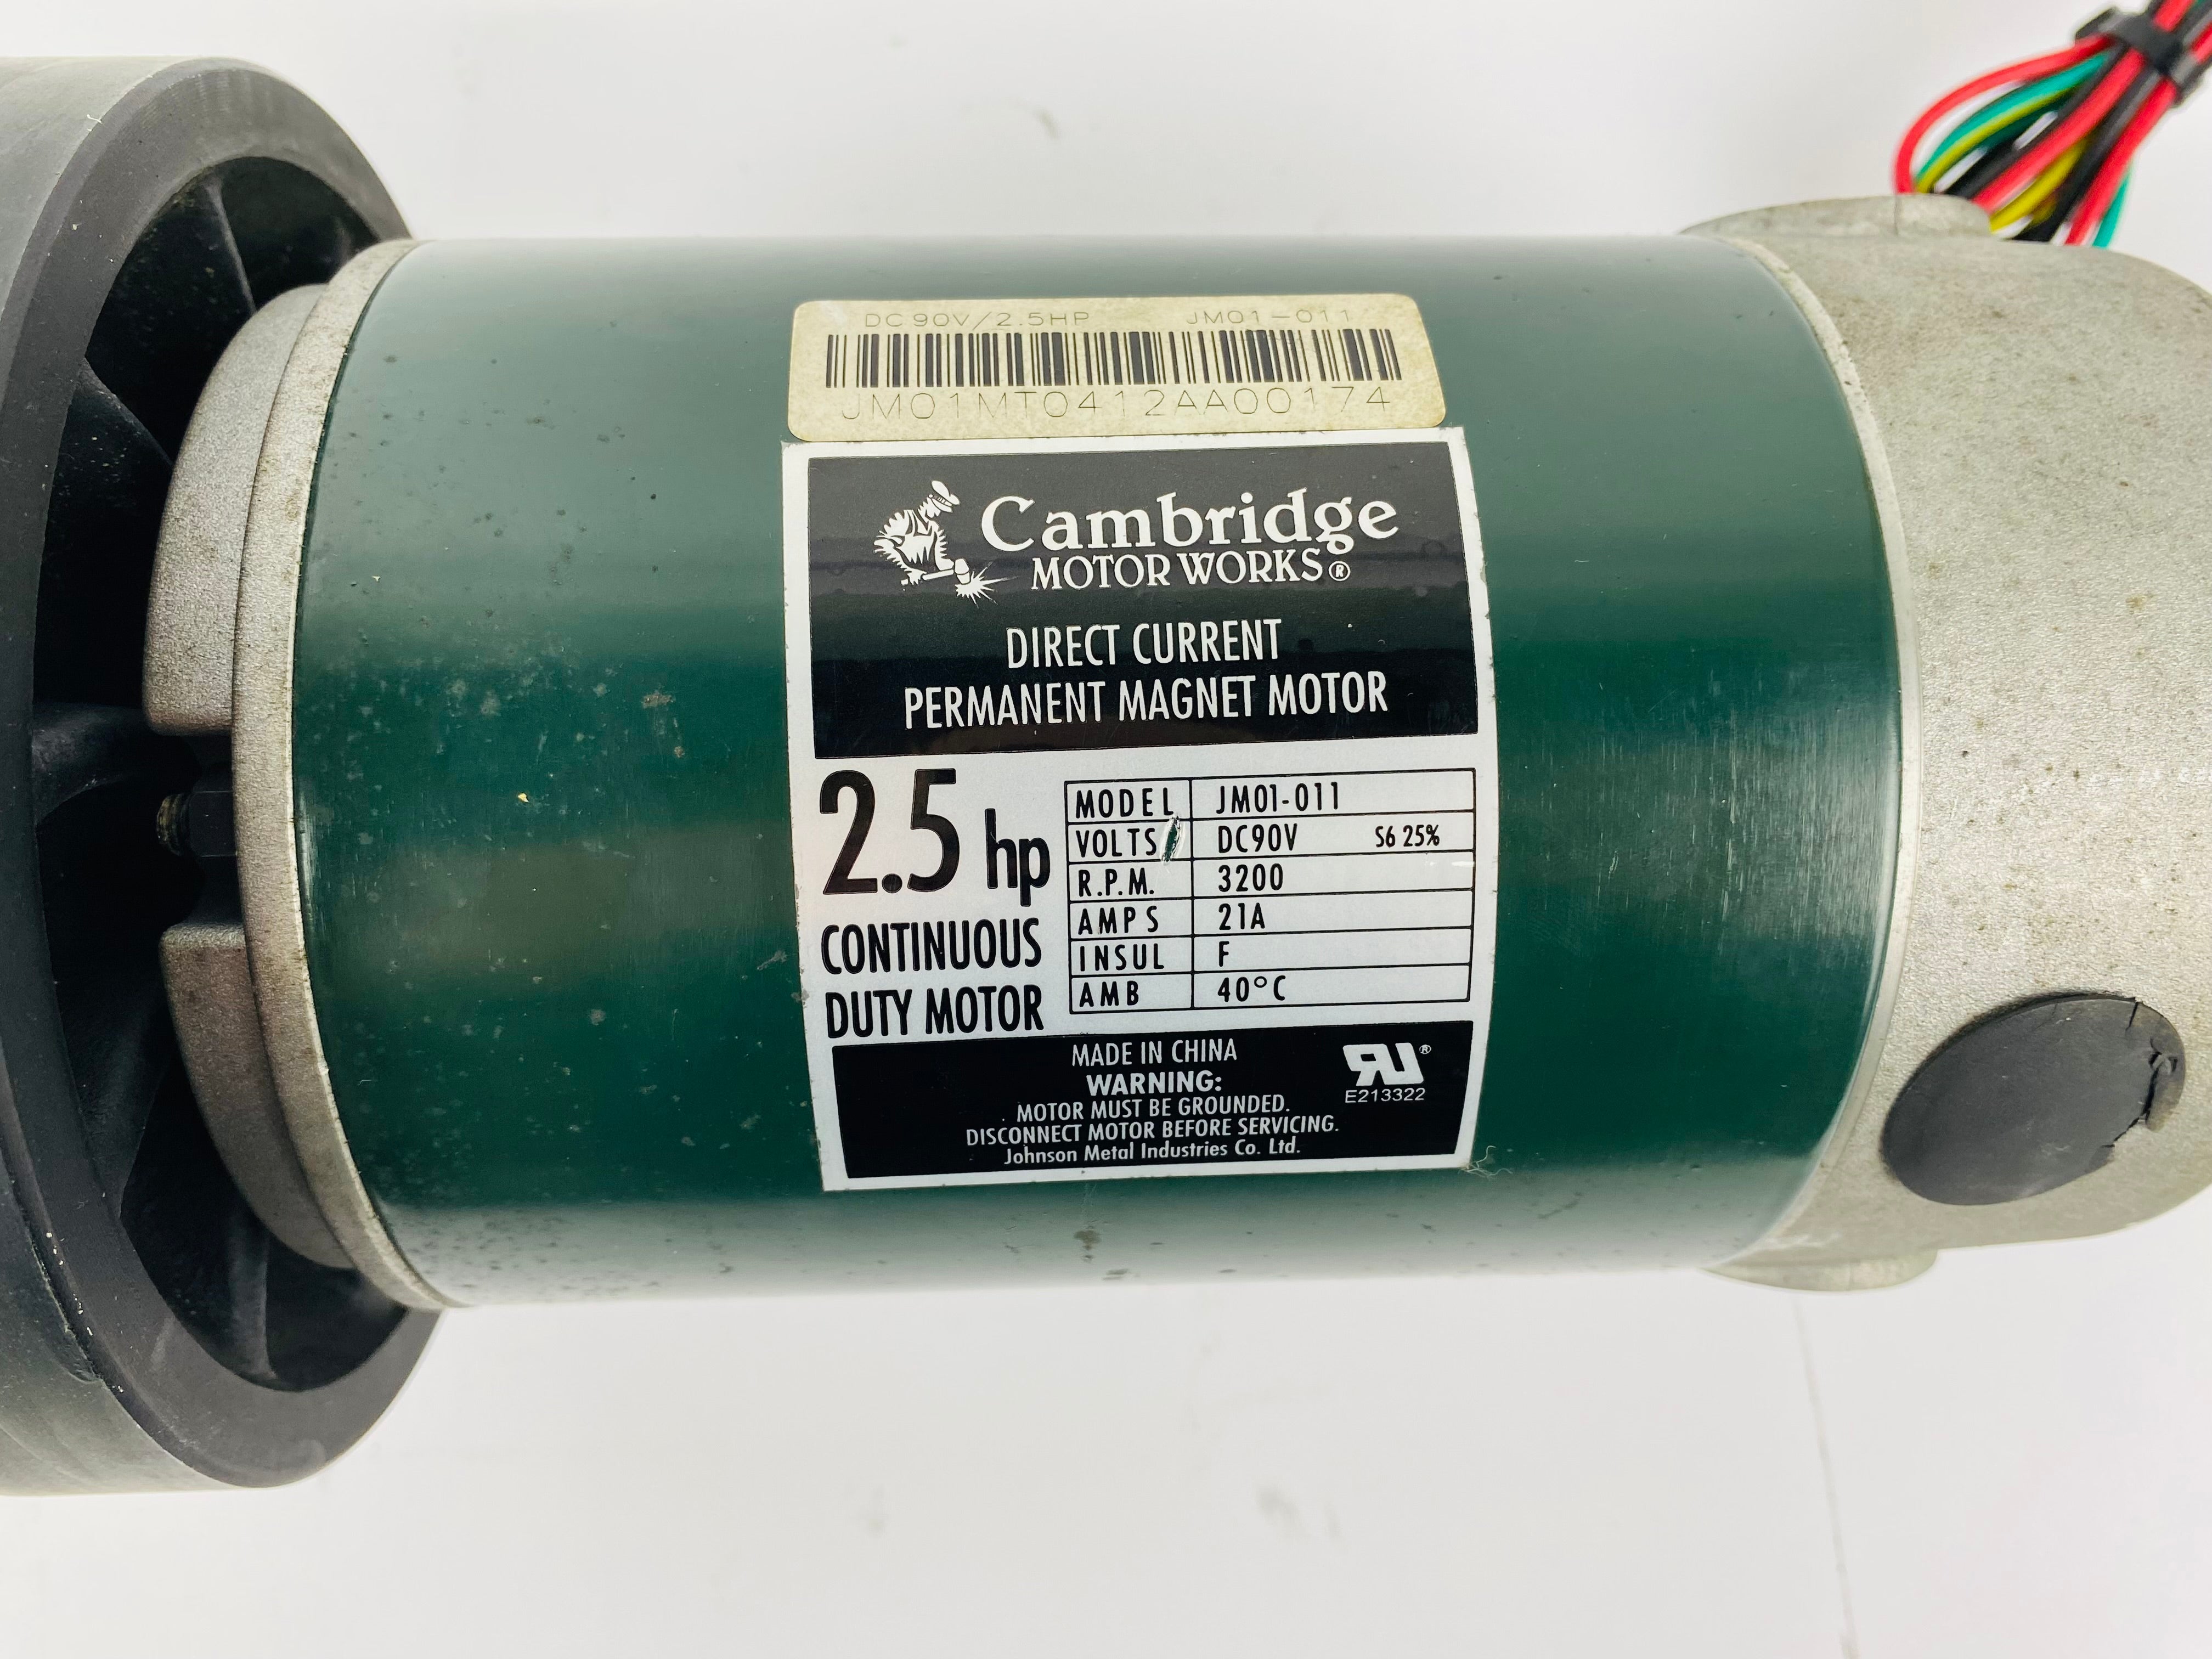 DC90V/2.5HP JM01-011
JM01MT0412AA00174
Cambridge
MOTOR WORKS®
DIRECT CURRENT
PERMANENT MAGNET MOTOR
2.5 hp
CONTINUOUS
DUTY MOTOR
MODEL JM01-011
VOLTS DC90V S6 25%
R.P.M. 3200
AMPS 21A
INSUL F
AMB 40°C
MADE IN CHINA
WARNING:
MOTOR MUST BE GROUNDED.
DISCONNECT MOTOR BEFORE SERVICING.
Johnson Metal Industries Co. Ltd.
RU®
E213322